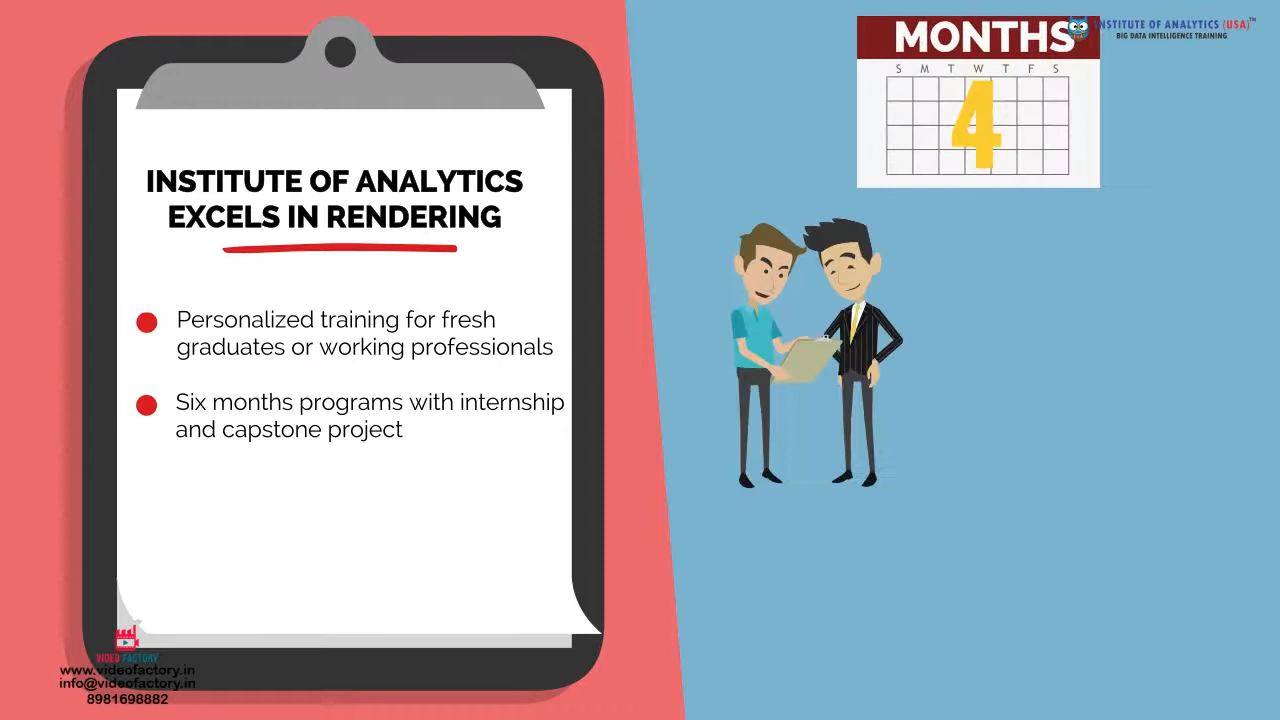 MONTHS
INSTITUTE OF ANALYTICS (USA)™
BIG DATA INTELLIGENCE TRAINING
S M T W T F S
4
INSTITUTE OF ANALYTICS
EXCELS IN RENDERING
Personalized training for fresh
graduates or working professionals
Six months programs with internship
and capstone project
VIDEO FACTORY
www.videofactory.in
info@videofactory.in
8981698882